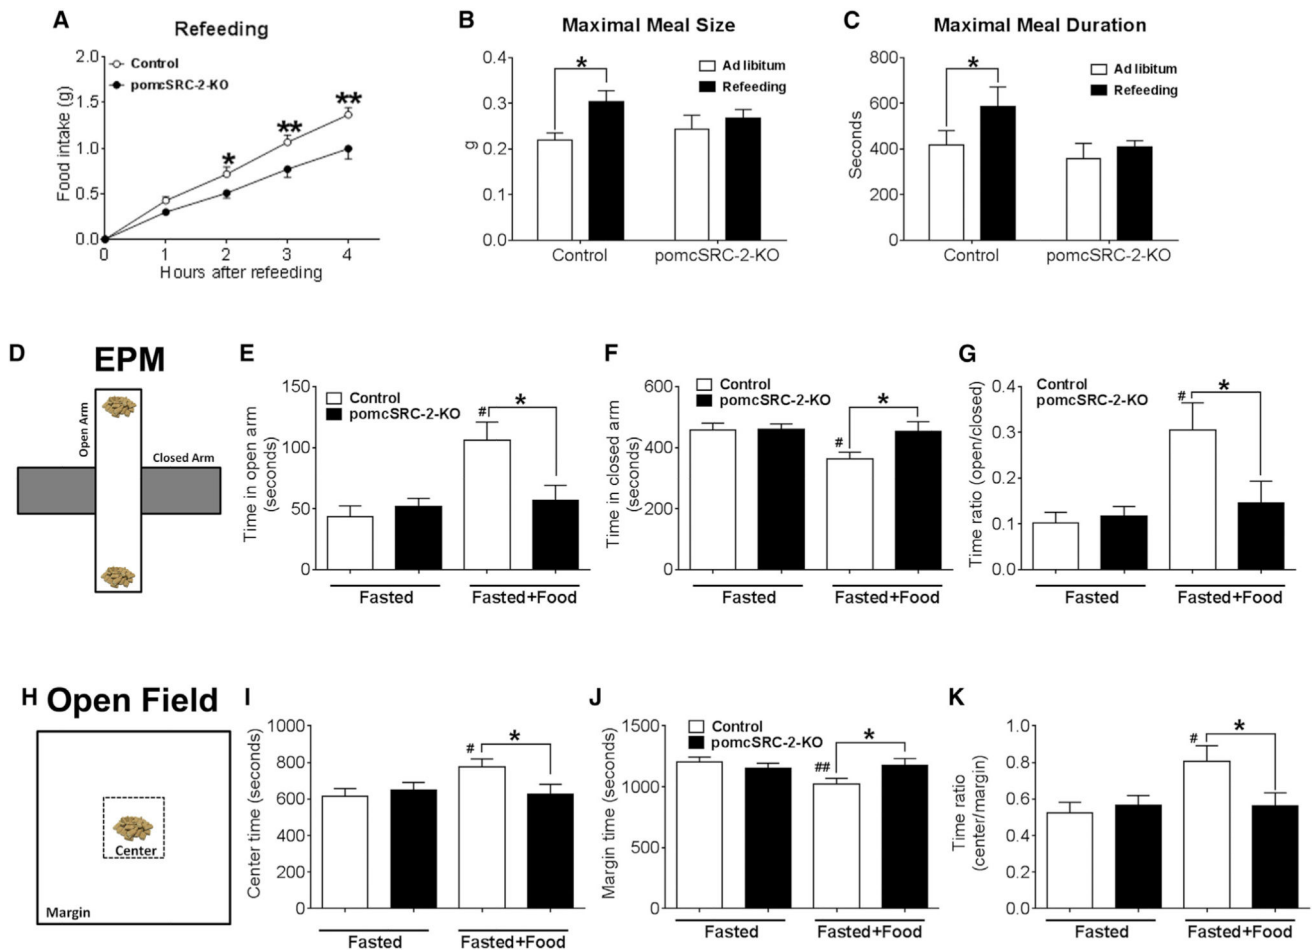 A
Refeeding
2.0
1.5
1.0
0.5
0.0
Food intake (g)
Control
pomcSRC-2-KO
*
**
**
0 1 2 3 4
Hours after refeeding
B
Maximal Meal Size
0.4
0.3
0.2
0.1
0.0
g
*
Ad libitum
Refeeding
Control pomcSRC-2-KO
C
Maximal Meal Duration
800
600
400
200
0
Seconds
*
Ad libitum
Refeeding
Control pomcSRC-2-KO
D
EPM
Open Arm
Closed Arm
E
150
100
50
0
Time in open arm
(seconds)
Control
pomcSRC-2-KO
#
*
Fasted Fasted+Food
F
600
400
200
0
Time in closed arm
(seconds)
Control
pomcSRC-2-KO
#
*
Fasted Fasted+Food
G
0.4
0.3
0.2
0.1
0.0
Time ratio (open/closed)
Control
pomcSRC-2-KO
#
*
Fasted Fasted+Food
H
Open Field
Center
Margin
I
1000
800
600
400
200
0
Center time (seconds)
#
*
Fasted Fasted+Food
J
1500
1000
500
0
Margin time (seconds)
Control
pomcSRC-2-KO
##
*
Fasted Fasted+Food
K
1.0
0.8
0.6
0.4
0.2
0.0
Time ratio
(center/margin)
#
*
Fasted Fasted+Food